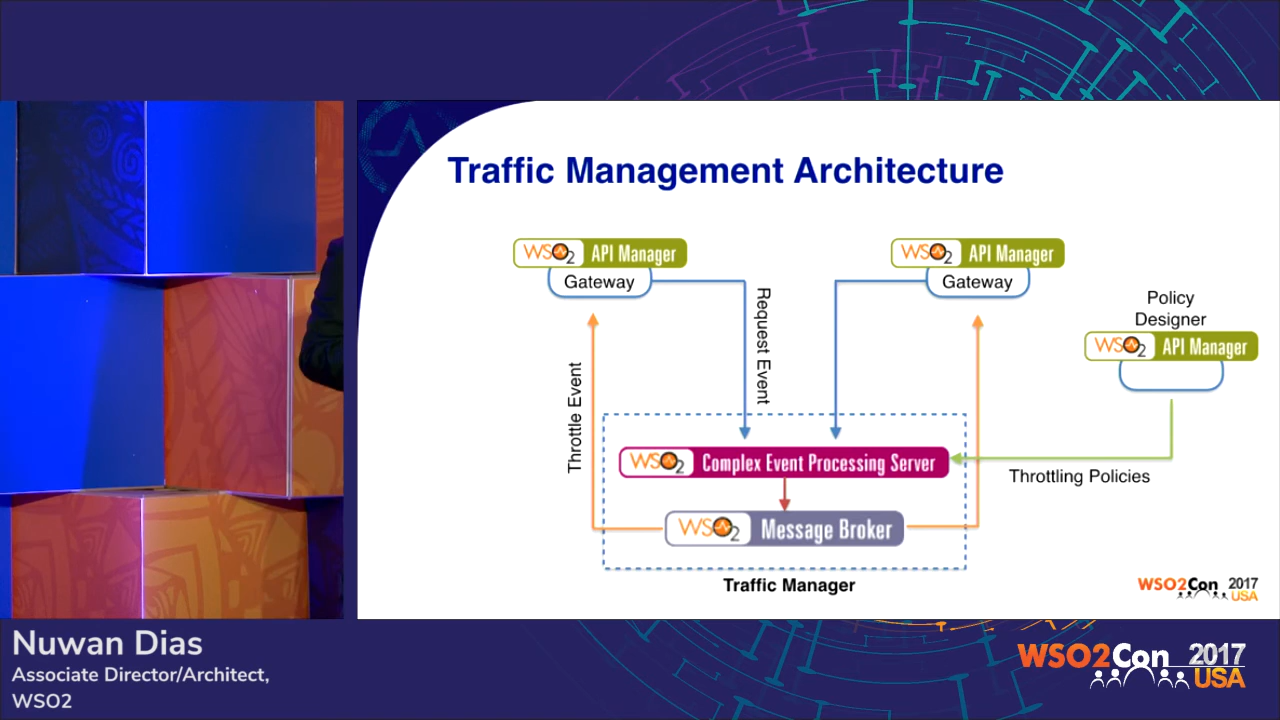 Traffic Management Architecture
WSO2 API Manager
Gateway
WSO2 API Manager
Gateway
Policy
Designer
WSO2 API Manager
Request Event
Throttle Event
WSO2 Complex Event Processing Server
Throttling Policies
WSO2 Message Broker
Traffic Manager
WSO2Con 2017
USA
Nuwan Dias
Associate Director/Architect,
WSO2
WSO2Con 2017
USA